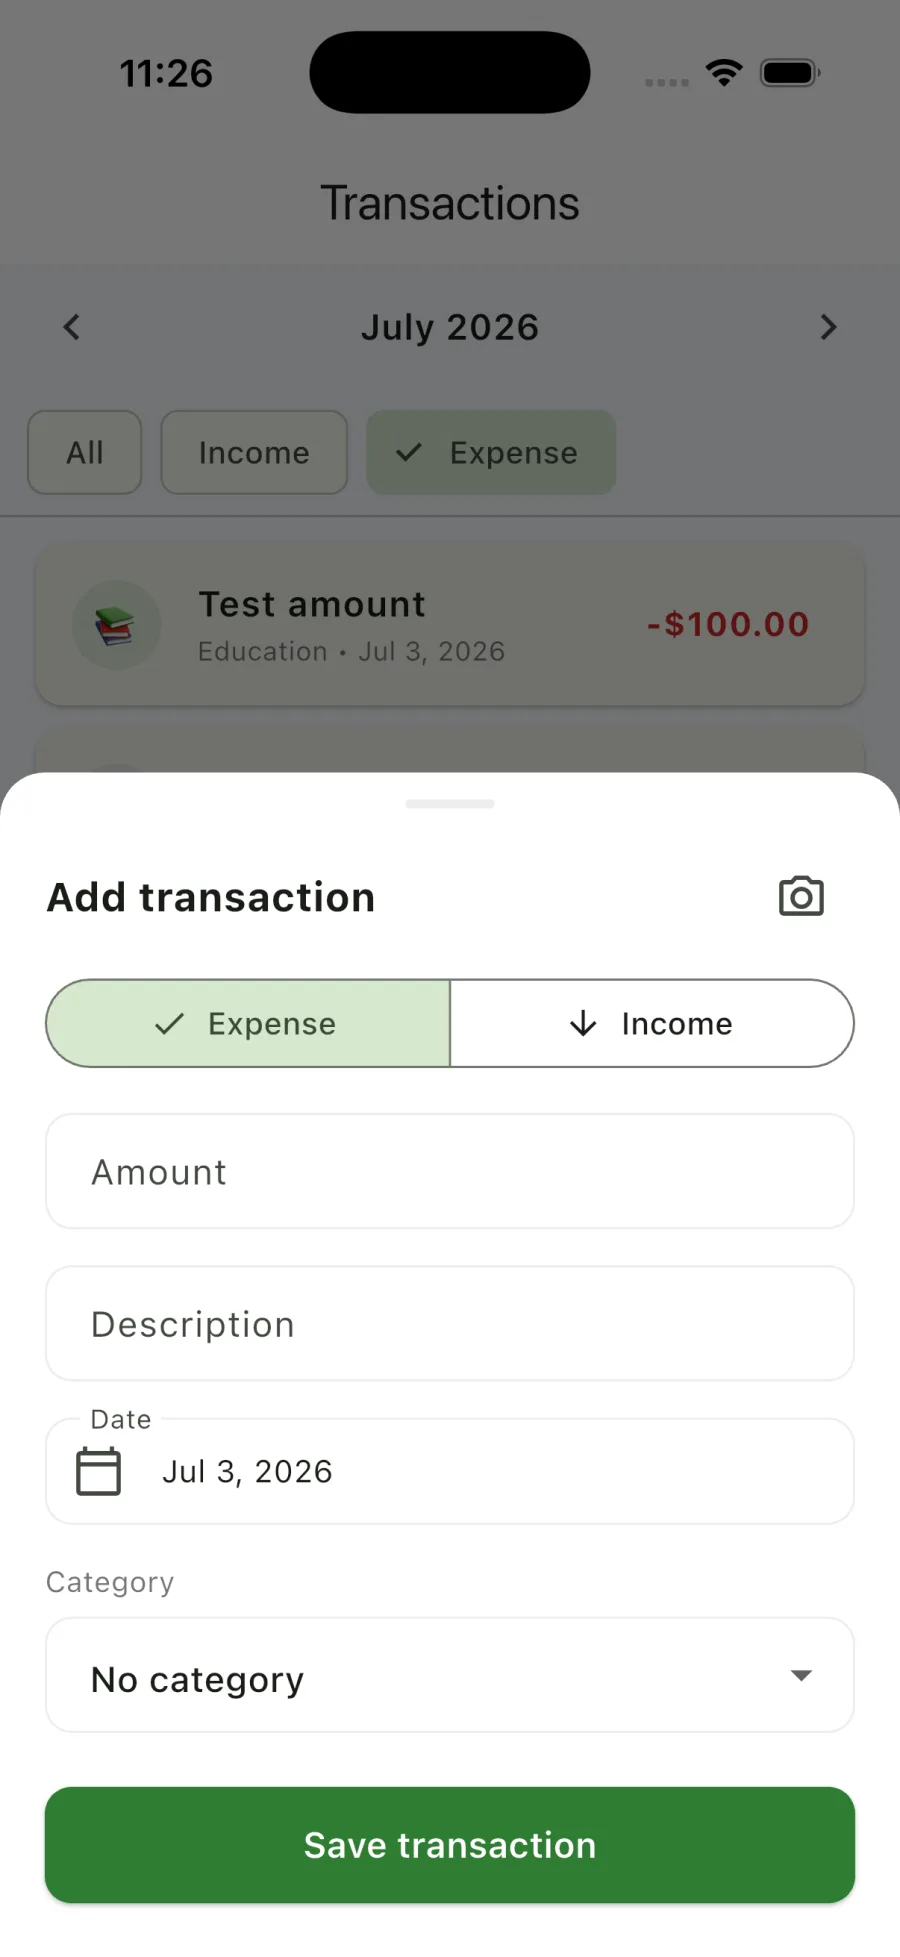 11:26
Transactions
July 2026
All
Income
Expense
Test amount
-$100.00
Education • Jul 3, 2026
Add transaction
Expense
Income
Amount
Description
Date
Jul 3, 2026
Category
No category
Save transaction